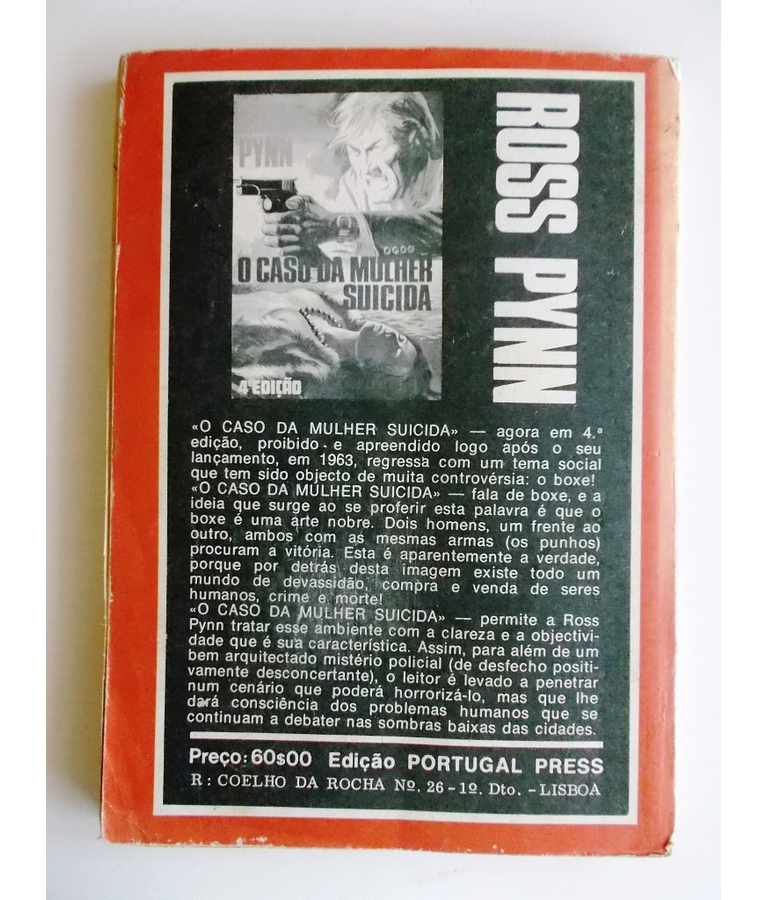 PYNN
O CASO DA MULHER
SUICIDA
4ª EDIÇÃO
ROSS PYNN
«O CASO DA MULHER SUICIDA» — agora em 4.ª
edição, proibido e apreendido logo após o seu
lançamento, em 1963, regressa com um tema social
que tem sido objecto de muita controvérsia: o boxe!
«O CASO DA MULHER SUICIDA» — fala de boxe, e a
ideia que surge ao se proferir esta palavra é que o
boxe é uma arte nobre. Dois homens, um frente ao
outro, ambos com as mesmas armas (os punhos)
procuram a vitória. Esta é aparentemente a verdade,
porque por detrás desta imagem existe todo um
mundo de devassidão, compra e venda de seres
humanos, crime e morte!
«O CASO DA MULHER SUICIDA» — permite a Ross
Pynn tratar esse ambiente com a clareza e a objectivi-
dade que é sua característica. Assim, para além de um
bem arquitectado mistério policial (de desfecho positi-
vamente desconcertante), o leitor é levado a penetrar
num cenário que poderá horrorizá-lo, mas que lhe
dará consciência dos problemas humanos que se
continuam a debater nas sombras baixas das cidades.
Preço: 60$00 Edição PORTUGAL PRESS
R: COELHO DA ROCHA Nº. 26 - 1º. Dto. - LISBOA